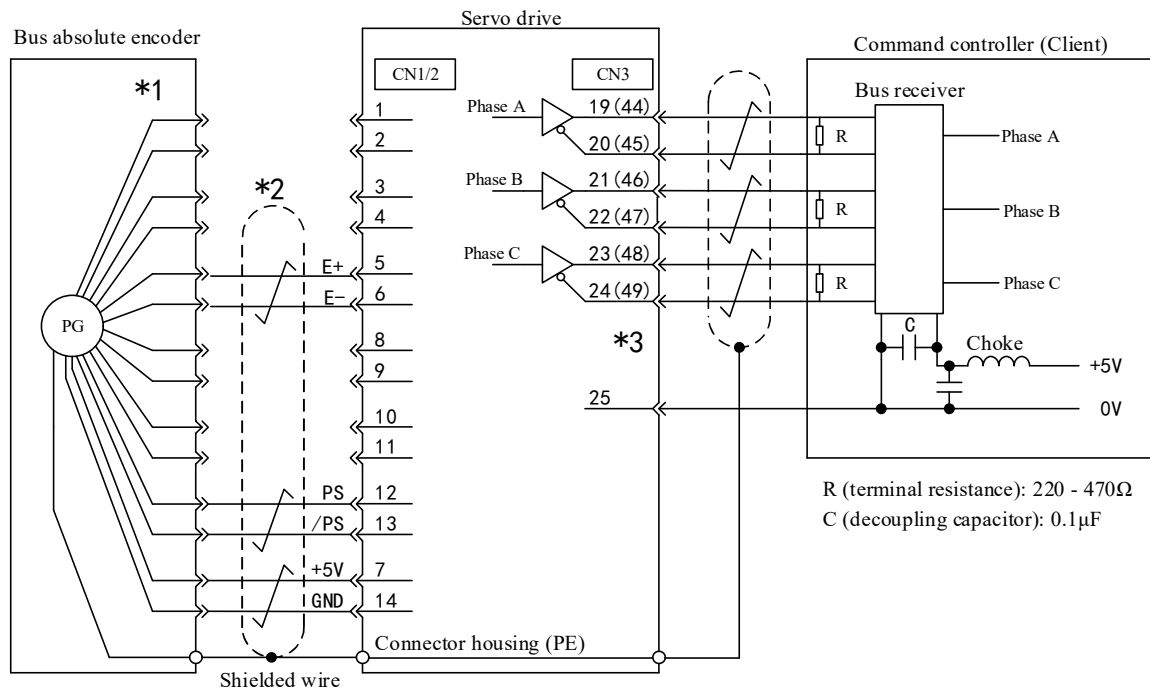 Servo drive
Bus absolute encoder
Command controller (Client)
CN1/2
CN3
Bus receiver
*1
1
2
3
4
*2
E+
5
E-
6
8
9
10
11
PS
12
/PS
13
+5V
7
GND
14
PG
Phase A
19(44)
20(45)
Phase B
21(46)
22(47)
Phase C
23(48)
24(49)
*3
25
R
Phase A
R
Phase B
R
Phase C
C
Choke
+5V
0V
R (terminal resistance): 220 - 470Ω
C (decoupling capacitor): 0.1μF
Connector housing (PE)
Shielded wire